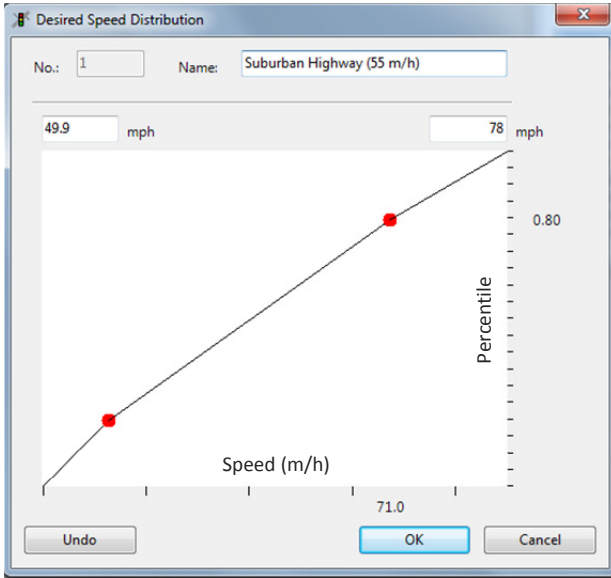 Desired Speed Distribution
No.: 1 Name: Suburban Highway (55 m/h)
49.9 mph 78 mph
0.80
Percentile
Speed (m/h)
71.0
Undo OK Cancel